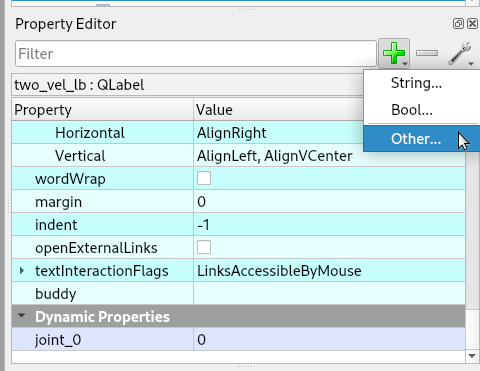 Property Editor
Filter
String...
two_vel_lb : QLabel
Bool...
Property Value
Other...
Horizontal AlignRight
Vertical AlignLeft, AlignVCenter
wordWrap
margin 0
indent -1
openExternalLinks
textInteractionFlags LinksAccessibleByMouse
buddy
Dynamic Properties
joint_0 0